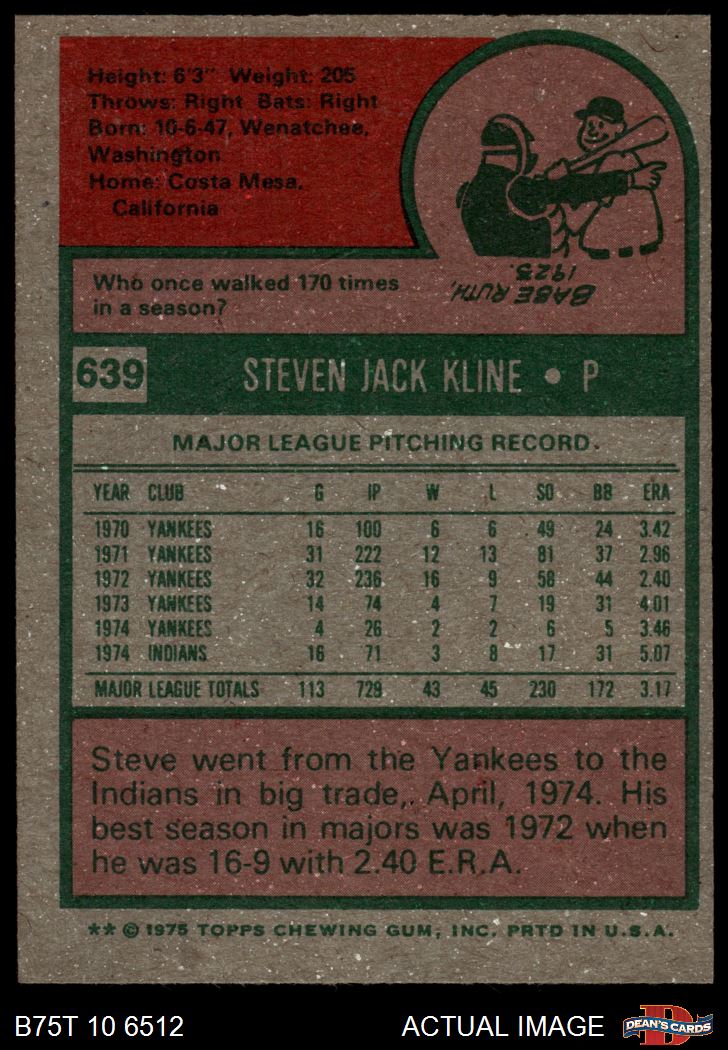 Height: 6'3" Weight: 205
Throws: Right Bats: Right
Born: 10-6-47, Wenatchee,
Washington
Home: Costa Mesa,
California
Who once walked 170 times
in a season?
BABE RUTH,
1923.
639 STEVEN JACK KLINE • P
MAJOR LEAGUE PITCHING RECORD.
YEAR CLUB G IP W L SO BB ERA
1970 YANKEES 16 100 6 6 49 24 3.42
1971 YANKEES 31 222 12 13 81 37 2.96
1972 YANKEES 32 236 16 9 58 44 2.40
1973 YANKEES 14 74 4 7 19 31 4.01
1974 YANKEES 4 26 2 2 6 5 3.46
1974 INDIANS 16 71 3 8 17 31 5.07
MAJOR LEAGUE TOTALS 113 729 43 45 230 172 3.17
Steve went from the Yankees to the
Indians in big trade,. April, 1974. His
best season in majors was 1972 when
he was 16-9 with 2.40 E.R.A.
** © 1975 TOPPS CHEWING GUM, INC. PRTD IN U.S.A.
B75T 10 6512 ACTUAL IMAGE D DEAN'S CARDS